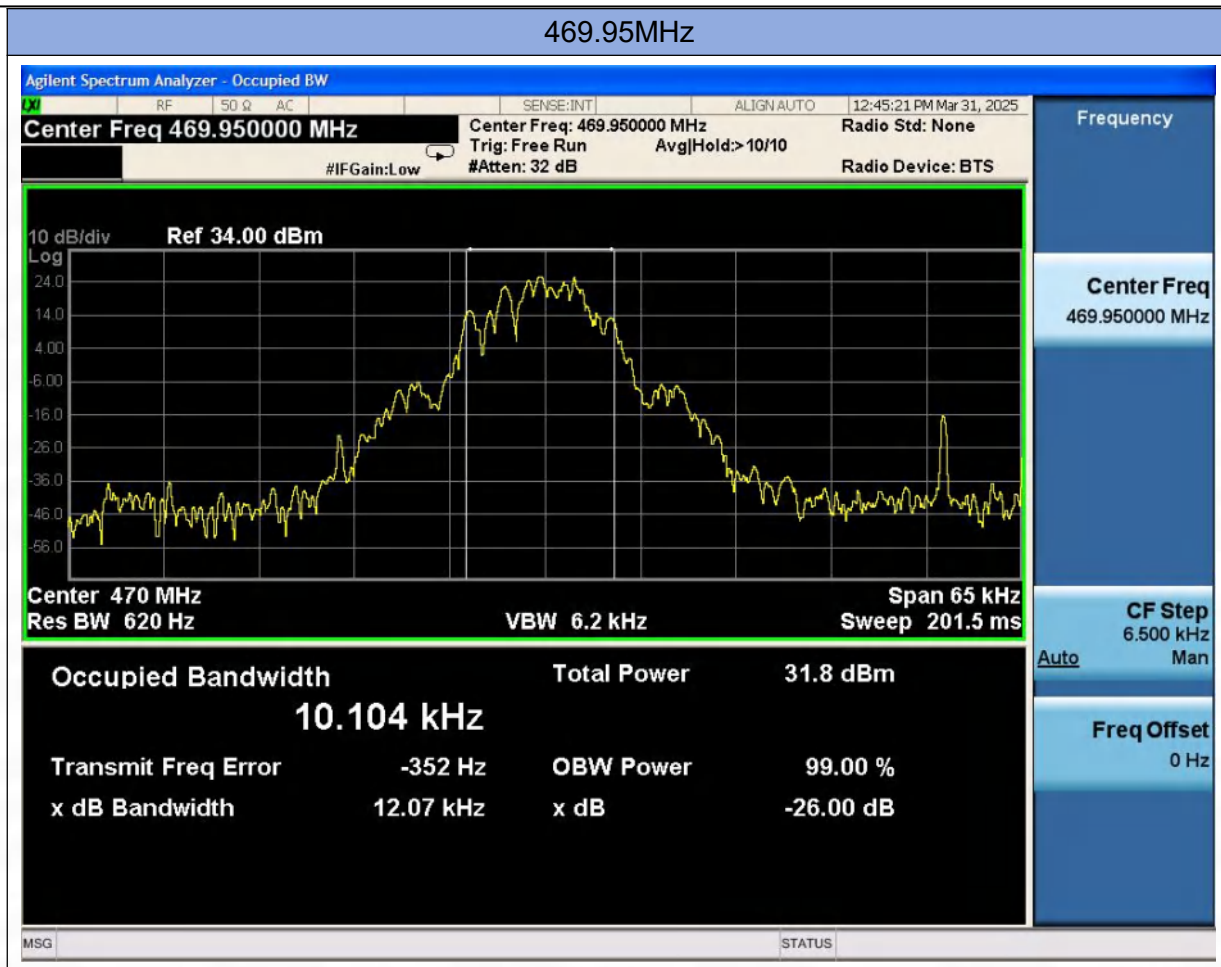 469.95MHz
Agilent Spectrum Analyzer - Occupied BW
LXI RF 50 Ω AC SENSE:INT ALIGN AUTO 12:45:21 PM Mar 31, 2025
Center Freq 469.950000 MHz Center Freq: 469.950000 MHz Radio Std: None
Trig: Free Run Avg|Hold:> 10/10
#IFGain:Low #Atten: 32 dB Radio Device: BTS
10 dB/div Ref 34.00 dBm
Log
24.0
14.0
4.00
-6.00
-16.0
-26.0
-36.0
-46.0
-56.0
Center 470 MHz Span 65 kHz
Res BW 620 Hz VBW 6.2 kHz Sweep 201.5 ms
Occupied Bandwidth Total Power 31.8 dBm
10.104 kHz
Transmit Freq Error -352 Hz OBW Power 99.00 %
x dB Bandwidth 12.07 kHz x dB -26.00 dB
MSG STATUS
Frequency
Center Freq
469.950000 MHz
CF Step
6.500 kHz
Auto Man
Freq Offset
0 Hz